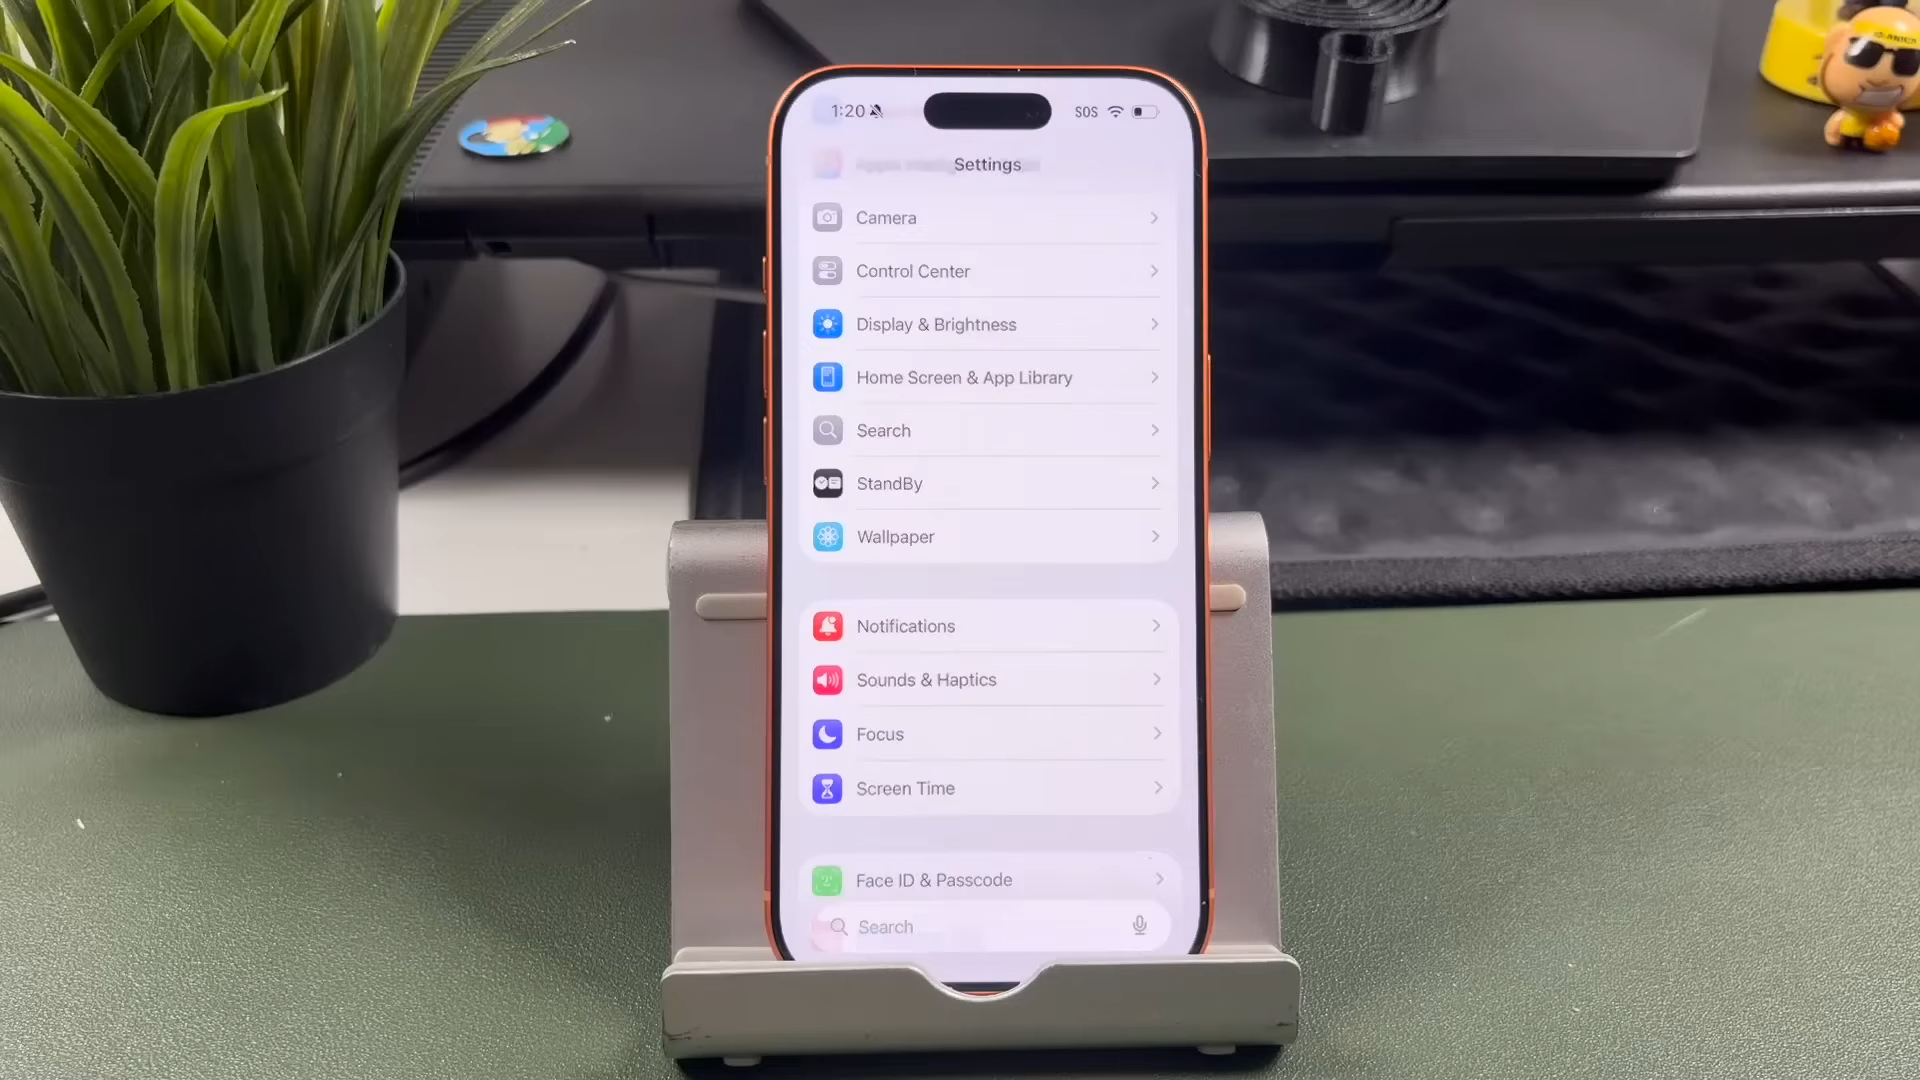 1:20
SOS
Settings
Camera
Control Center
Display & Brightness
Home Screen & App Library
Search
StandBy
Wallpaper
Notifications
Sounds & Haptics
Focus
Screen Time
Face ID & Passcode
Search